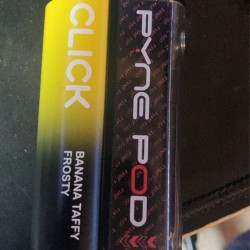 CLICK
BANANA TAFFY
FROSTY
PYNE POD